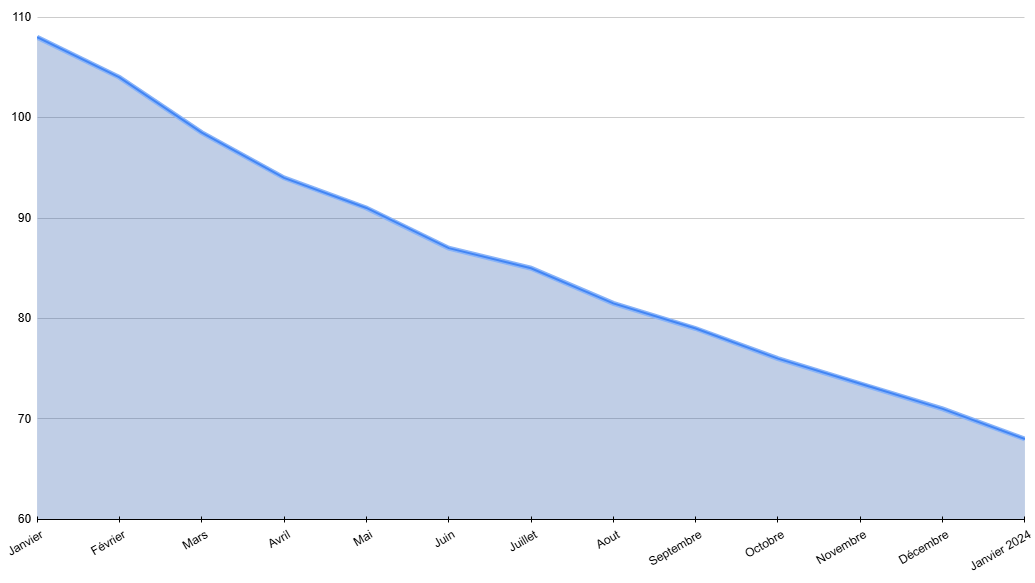 110
100
90
80
70
60
Janvier
Février
Mars
Avril
Mai
Juin
Juillet
Aout
Septembre
Octobre
Novembre
Décembre
Janvier 2024